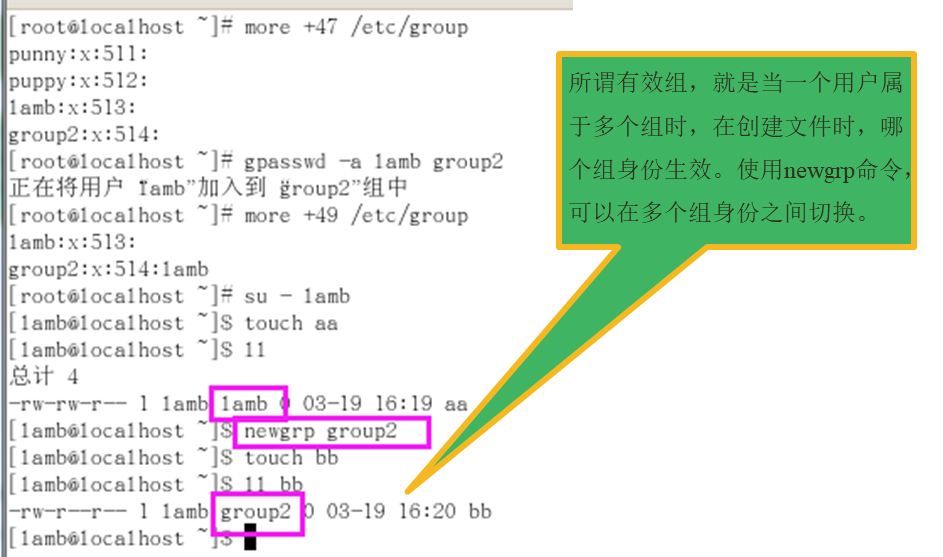 [root@localhost ~]# more +47 /etc/group
punny:x:511:
puppy:x:512:
lamb:x:513:
group2:x:514:
[root@localhost ~]# gpasswd -a lamb group2
正在将用户“lamb”加入到“group2”组中
[root@localhost ~]# more +49 /etc/group
lamb:x:513:
group2:x:514:lamb
[root@localhost ~]# su - lamb
[lamb@localhost ~]$ touch aa
[lamb@localhost ~]$ ll
总计 4
-rw-rw-r-- 1 lamb lamb 0 03-19 16:19 aa
[lamb@localhost ~]$ newgrp group2
[lamb@localhost ~]$ touch bb
[lamb@localhost ~]$ ll bb
-rw-r--r-- 1 lamb group2 0 03-19 16:20 bb
[lamb@localhost ~]$
所谓有效组，就是当一个用户属
于多个组时，在创建文件时，哪
个组身份生效。使用newgrp命令，
可以在多个组身份之间切换。